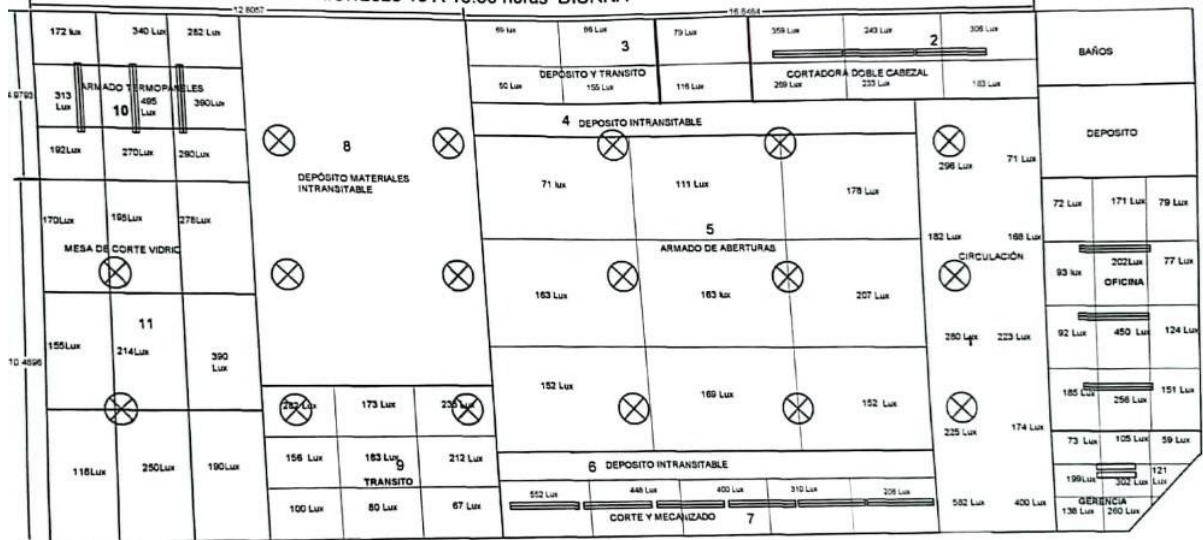 12.8057
16.8464
4.9793
10.4896
172 lux 340 Lux 282 Lux
ARMADO TERMOPANELES
313 Lux
10
495 Lux
390Lux
192Lux 270Lux 290Lux
170Lux 195Lux 278Lux
MESA DE CORTE VIDRIO
11
155Lux 214Lux 390 Lux
116Lux 250Lux 190Lux
8
DEPÓSITO MATERIALES
INTRANSITABLE
173 Lux
156 Lux 163Lux 212 Lux
9
TRANSITO
100 Lux 80 Lux 67 Lux
69 lux 86 Lux 79 Lux
3
DEPOSITO Y TRANSITO
50 Lux 155 Lux 116 Lux
359 Lux 243 Lux 306 Lux
2
CORTADORA DOBLE CABEZAL
269 Lux 233 Lux 183 Lux
4 DEPOSITO INTRANSITABLE
71 lux 111 Lux 178 Lux
5
ARMADO DE ABERTURAS
163 Lux 163 lux 207 Lux
152 Lux 169 Lux 152 Lux
6 DEPOSITO INTRANSITABLE
552 Lux 448 Lux 400 Lux 310 Lux 206 Lux
CORTE Y MECANIZADO 7
296 Lux 71 Lux
182 Lux 168 Lux
CIRCULACIÓN
280 Lux 223 Lux
1
225 Lux 174 Lux
582 Lux 400 Lux
BAÑOS
DEPOSITO
72 Lux 171 Lux 79 Lux
93 lux 202Lux 77 Lux
OFICINA
92 Lux 450 Lux 124 Lux
185 Lux 256 Lux 151 Lux
73 Lux 105 Lux 59 Lux
199Lux 302 Lux 121 Lux
GERENCIA
138 Lux 260 Lux